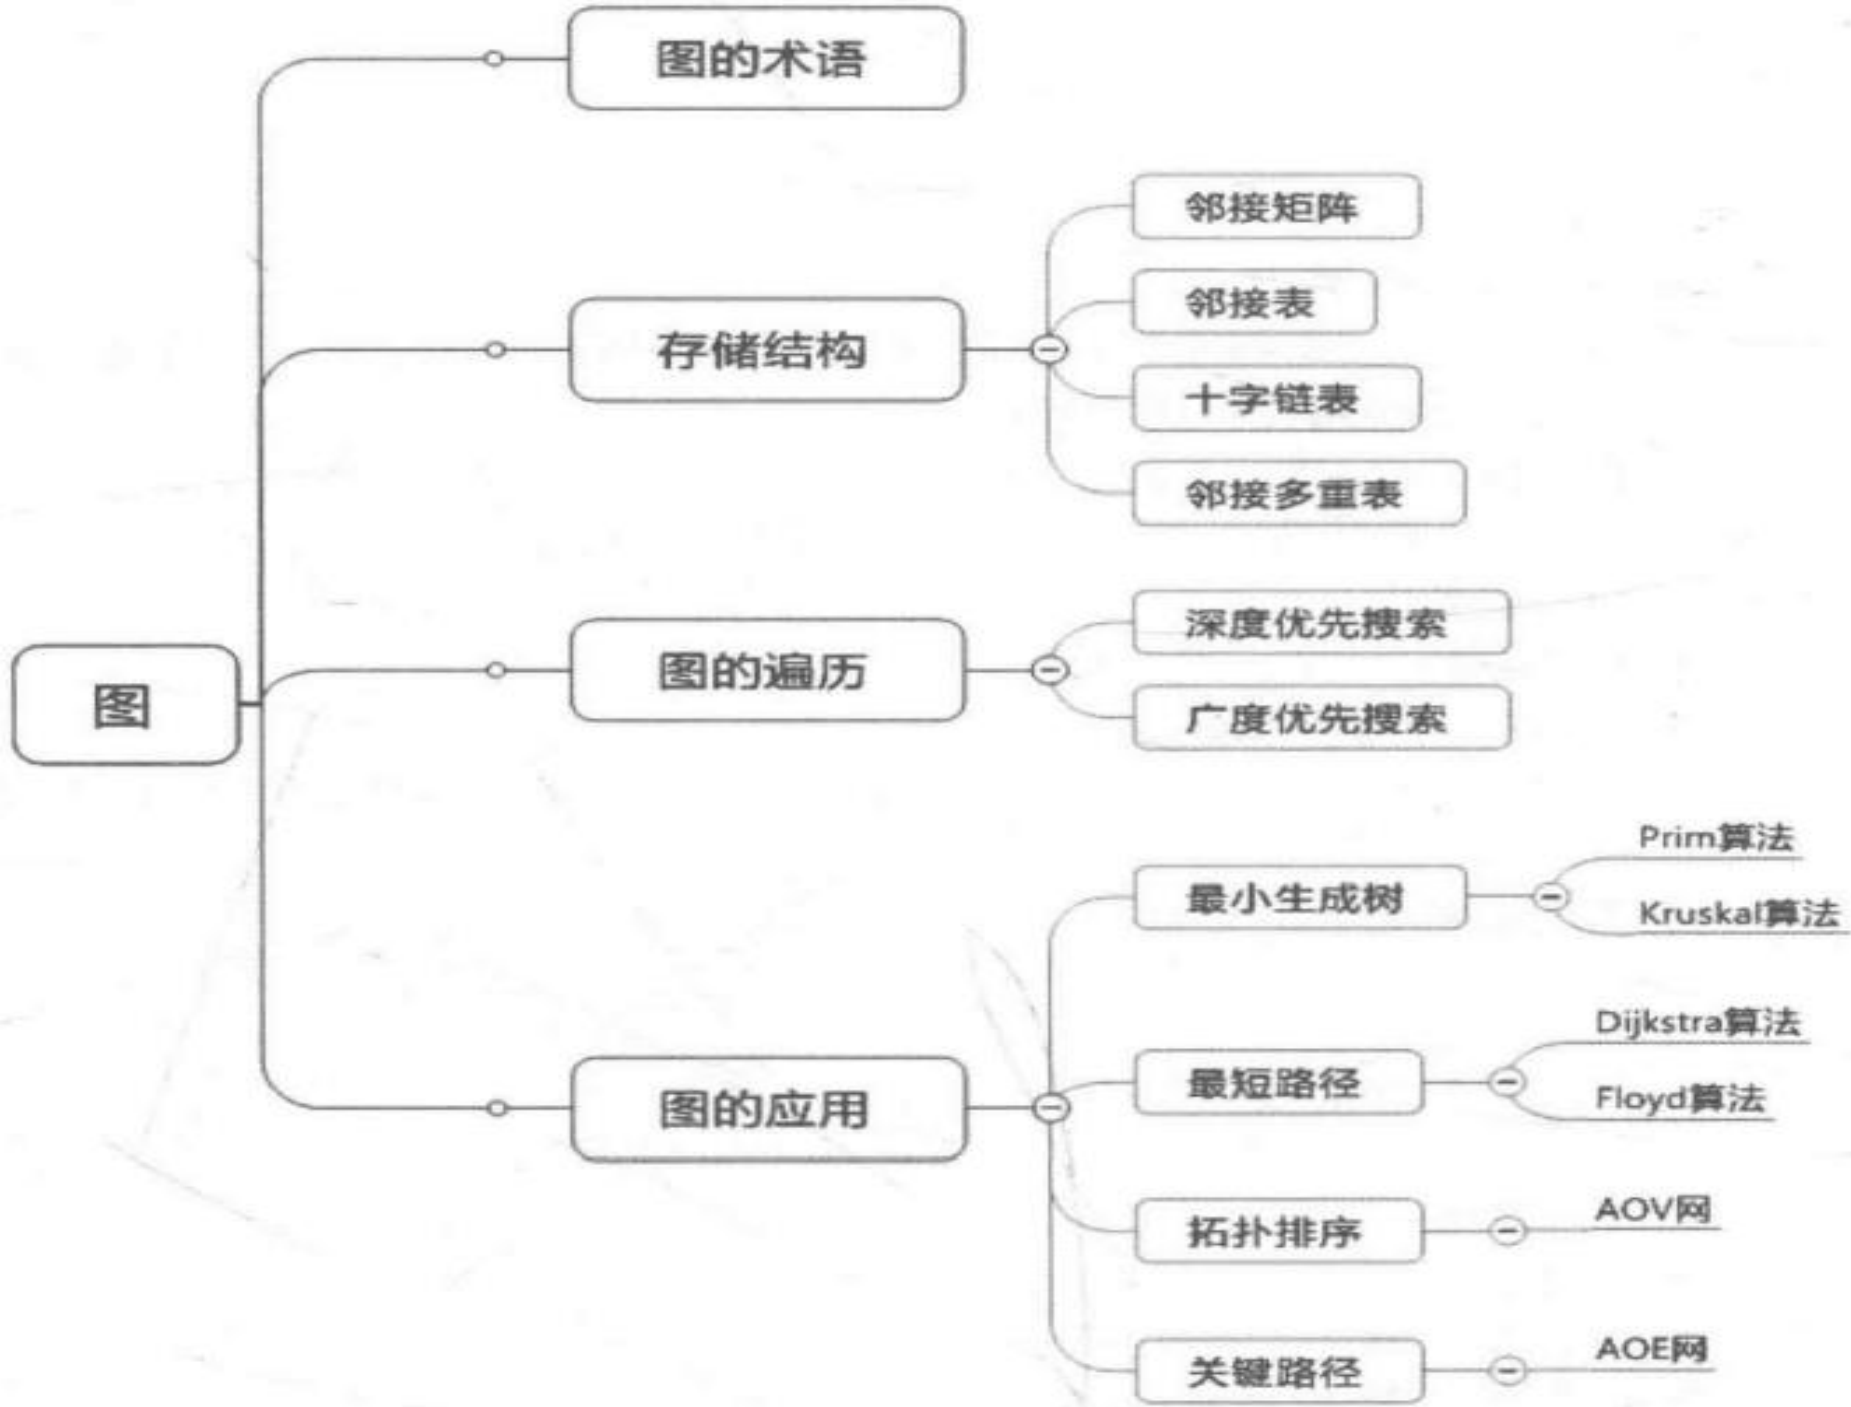 图的术语
邻接矩阵
邻接表
存储结构
十字链表
邻接多重表
深度优先搜索
图的遍历
图
广度优先搜索
Prim算法
最小生成树
Kruskal算法
Dijkstra算法
最短路径
Floyd算法
图的应用
拓扑排序
AOV网
关键路径
AOE网